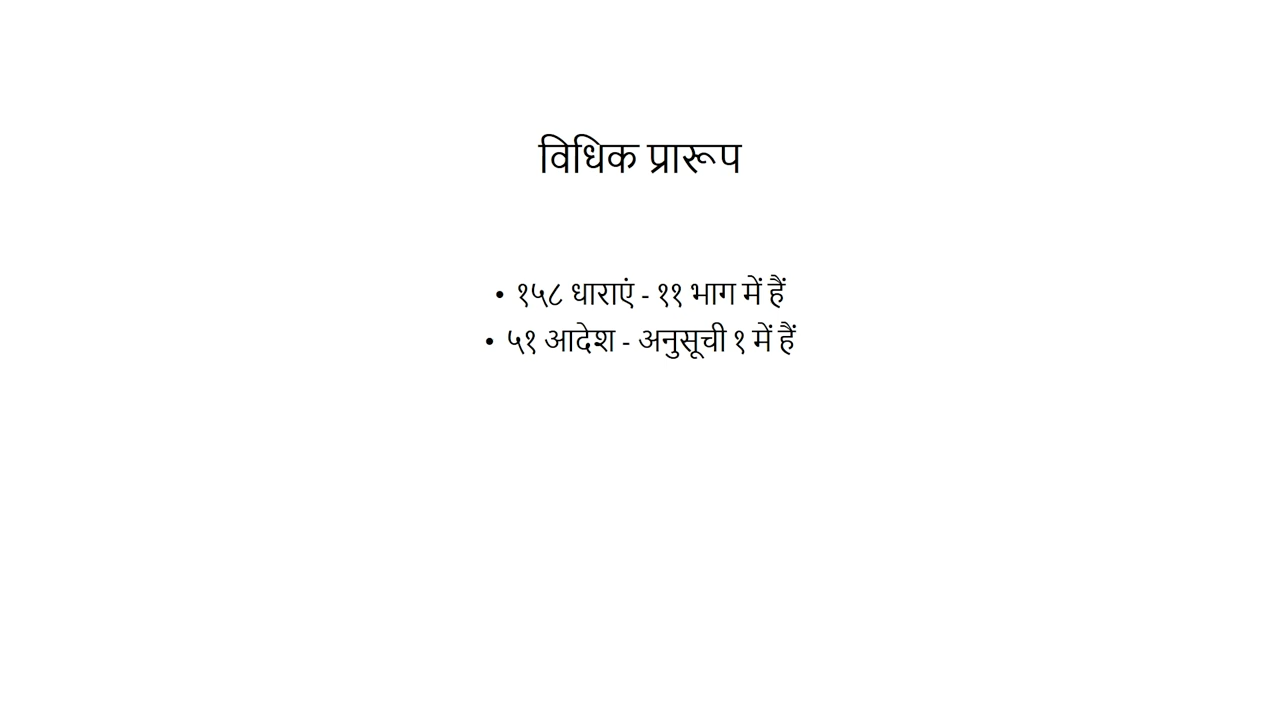 विधिक प्रारूप
• १५८ धाराएं - ११ भाग में हैं
• ५१ आदेश - अनुसूची १ में हैं